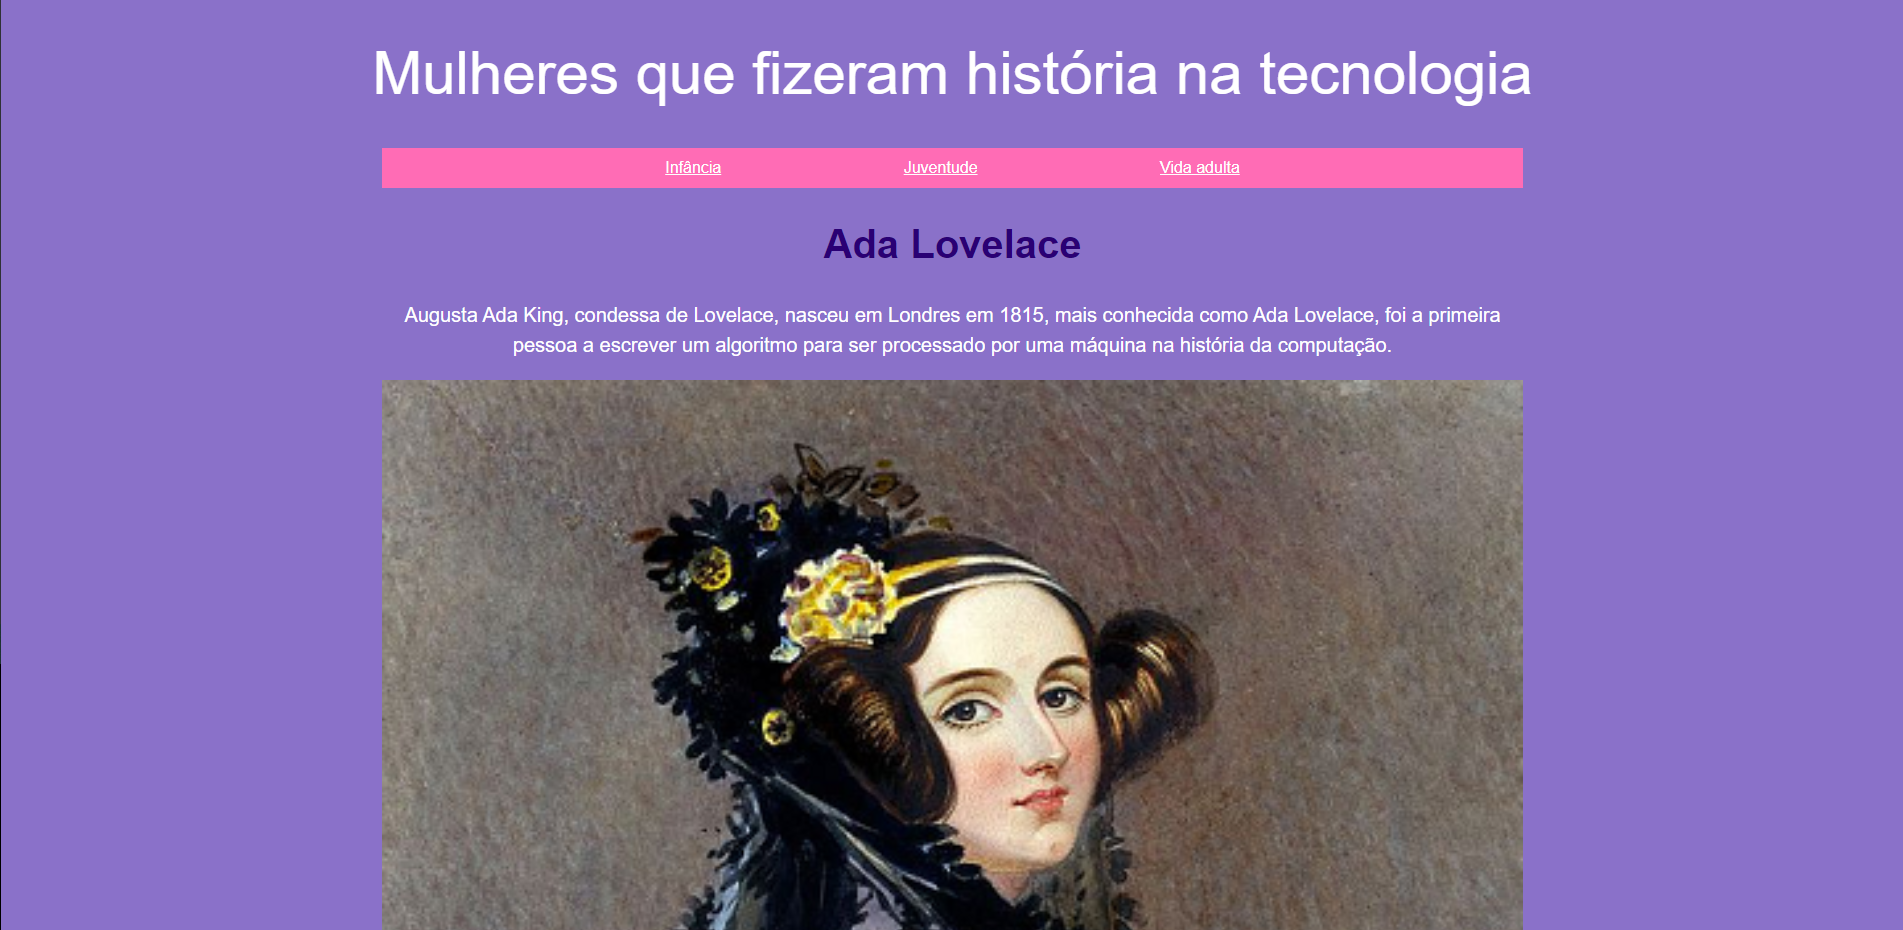 Mulheres que fizeram história na tecnologia
Infância Juventude Vida adulta
Ada Lovelace
Augusta Ada King, condessa de Lovelace, nasceu em Londres em 1815, mais conhecida como Ada Lovelace, foi a primeira
pessoa a escrever um algoritmo para ser processado por uma máquina na história da computação.